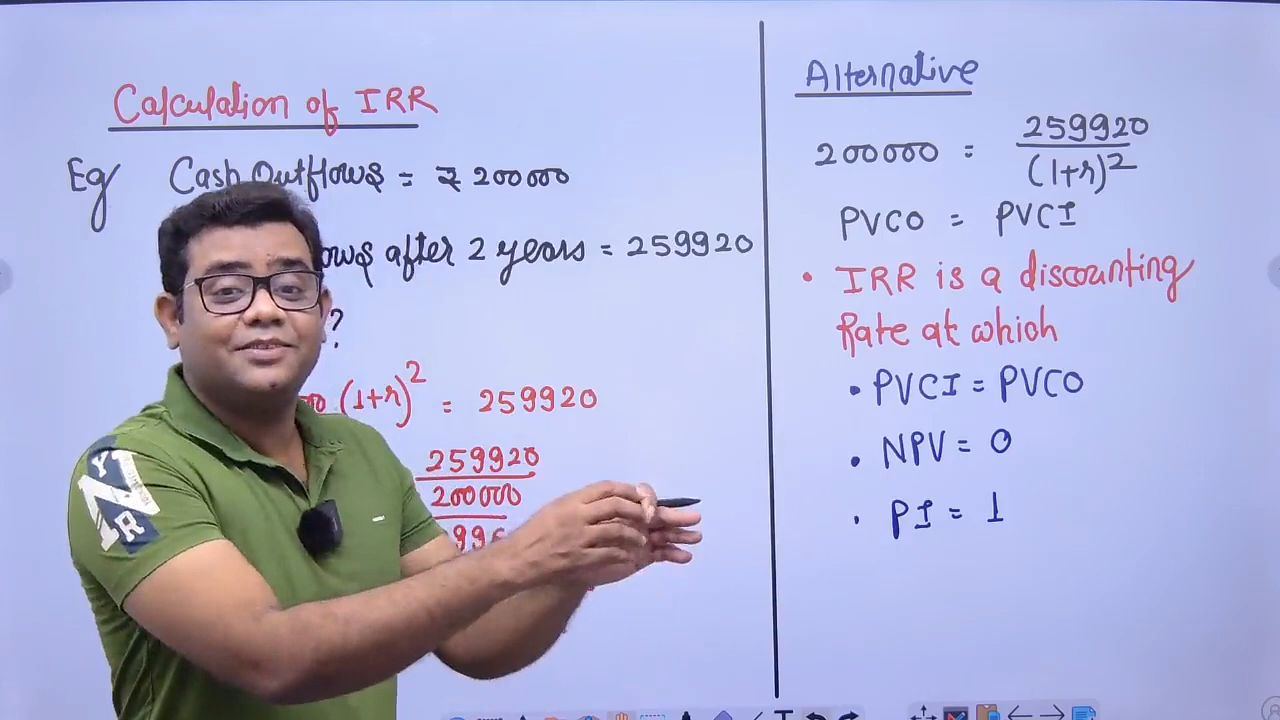 Calculation of IRR
Eg Cash Outflows = ₹ 200000
after 2 years = 259920
?
(1+r)² = 259920
259920
200000
Alternative
200000 = 259920
(1+r)²
PVCO = PVCI
• IRR is a discounting
Rate at which
• PVCI = PVCO
• NPV = 0
• PI = 1
Y
N
R